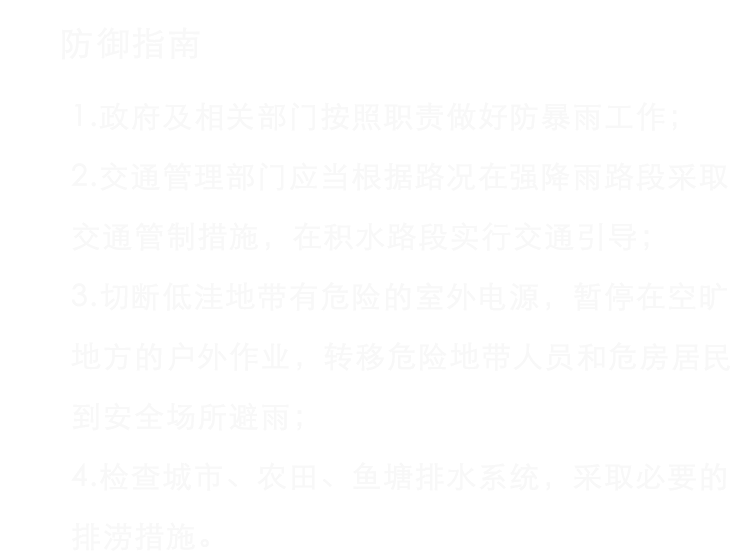 防御指南
1.政府及相关部门按照职责做好防暴雨工作；
2.交通管理部门应当根据路况在强降雨路段采取
交通管制措施，在积水路段实行交通引导；
3.切断低洼地带有危险的室外电源，暂停在空旷
地方的户外作业，转移危险地带人员和危房居民
到安全场所避雨；
4.检查城市、农田、鱼塘排水系统，采取必要的
排涝措施。